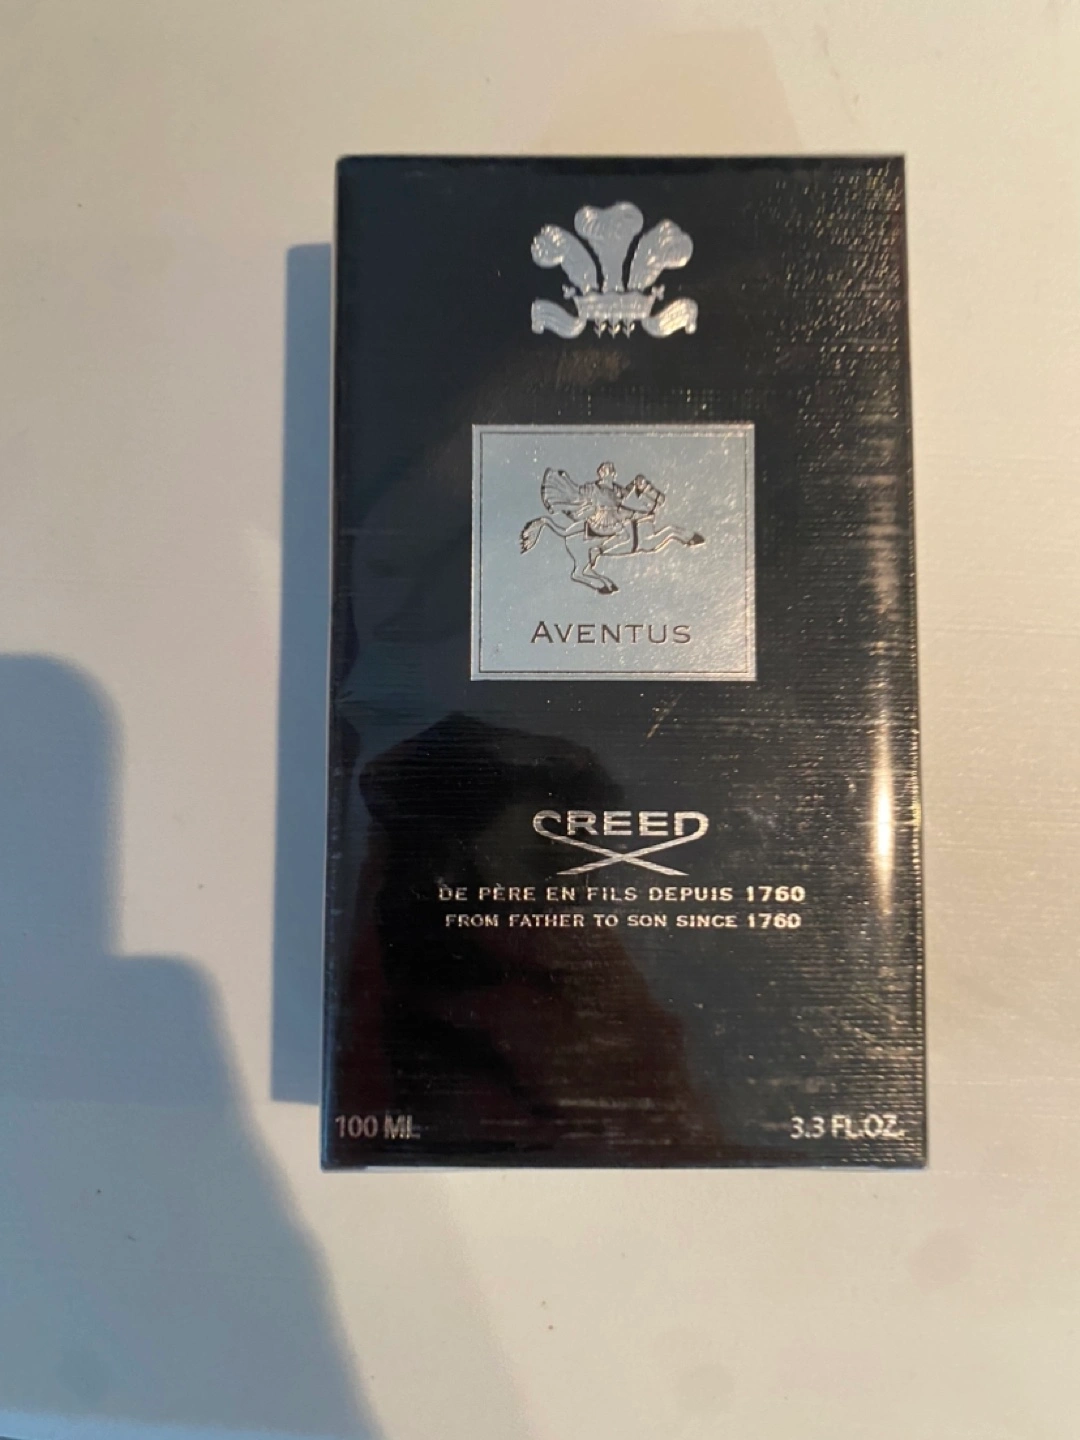 AVENTUS
CREED
DE PÈRE EN FILS DEPUIS 1760
FROM FATHER TO SON SINCE 1760
100 ML
3.3 FL.OZ.